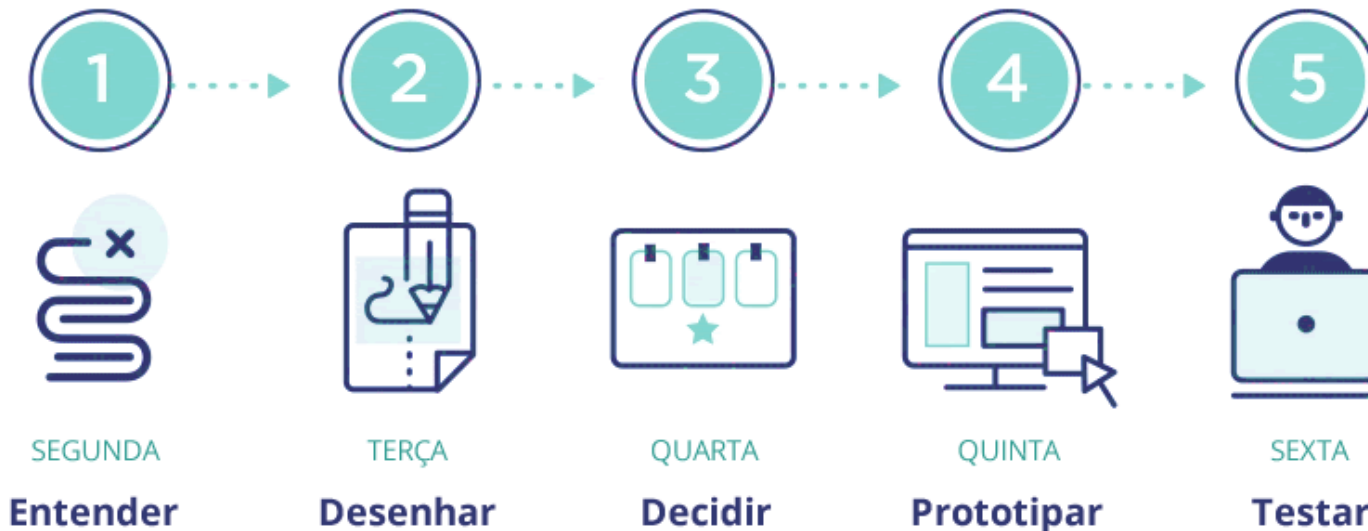 1 2 3 4 5
SEGUNDA TERÇA QUARTA QUINTA SEXTA
Entender Desenhar Decidir Prototipar Testar